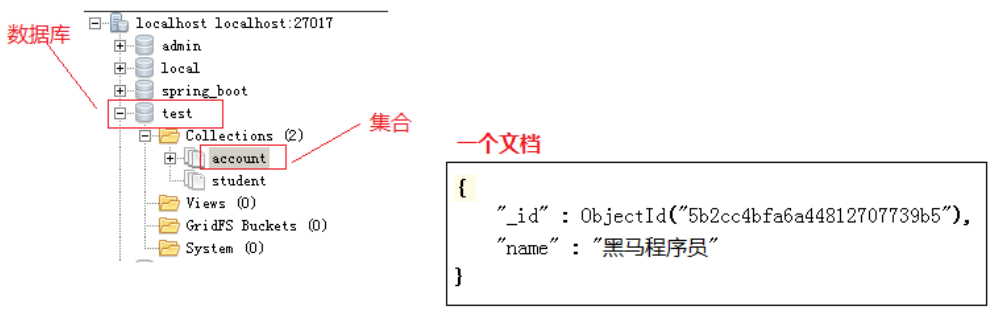 数据库
localhost localhost:27017
admin
local
spring_boot
test
Collections (2)
集合
account
student
Views (0)
GridFS Buckets (0)
System (0)
一个文档
{
"_id" : ObjectId("5b2cc4bfa6a44812707739b5"),
"name" : "黑马程序员"
}